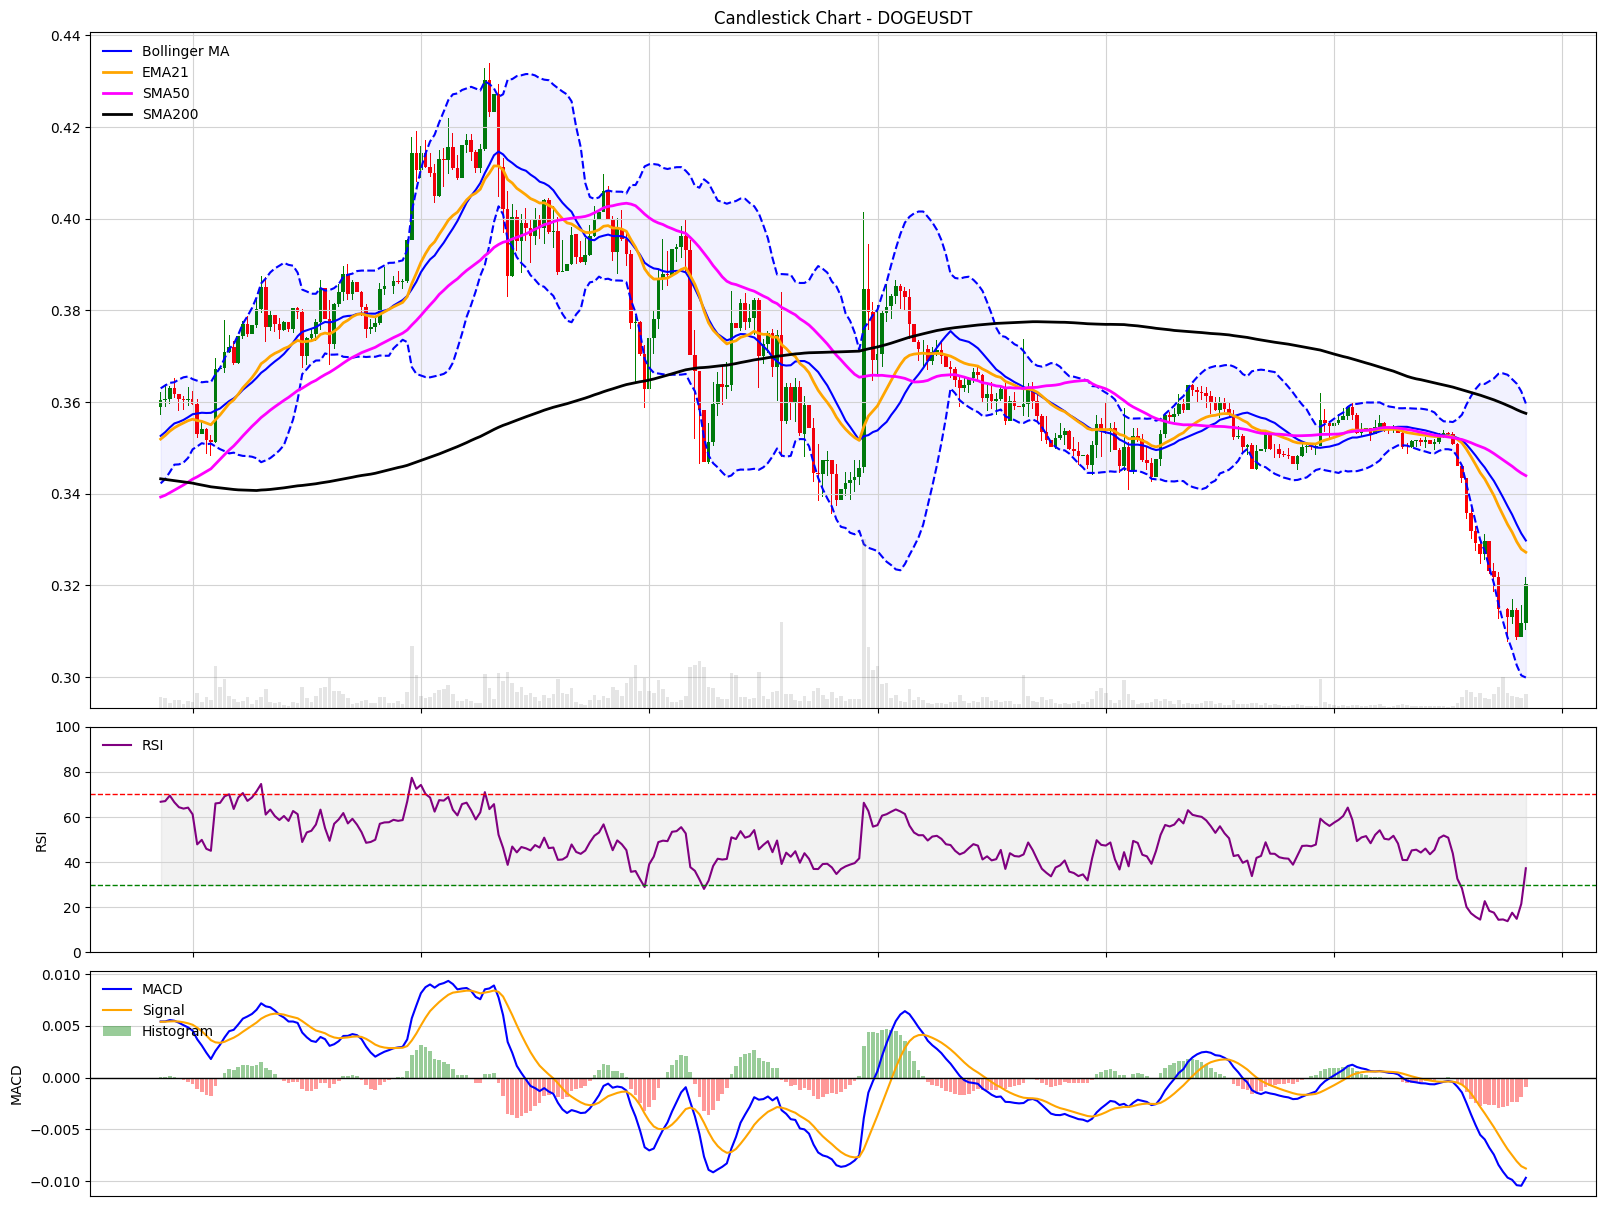 Candlestick Chart - DOGEUSDT
0.44
Bollinger MA
EMA21
SMA50
SMA200
0.42
0.40
0.38
0.36
0.34
0.32
0.30
100
RSI
80
60
RSI
40
20
0
0.010
MACD
Signal
Histogram
0.005
0.000
MACD
−0.005
−0.010